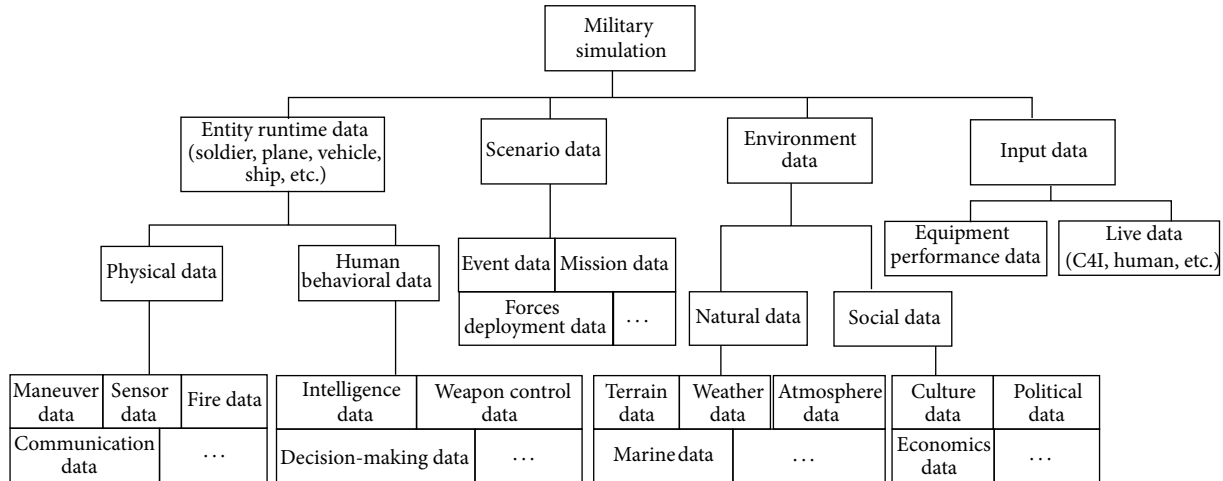 Military
simulation
Entity runtime data
(soldier, plane, vehicle,
ship, etc.)
Scenario data
Environment
data
Input data
Physical data
Human
behavioral data
Event data
Mission data
Forces
deployment data
...
Natural data
Social data
Equipment
performance data
Live data
(C4I, human, etc.)
Maneuver
data
Sensor
data
Fire data
Communication
data
...
Intelligence
data
Weapon control
data
Decision-making data
...
Terrain
data
Weather
data
Atmosphere
data
Marine data
...
Culture
data
Political
data
Economics
data
...